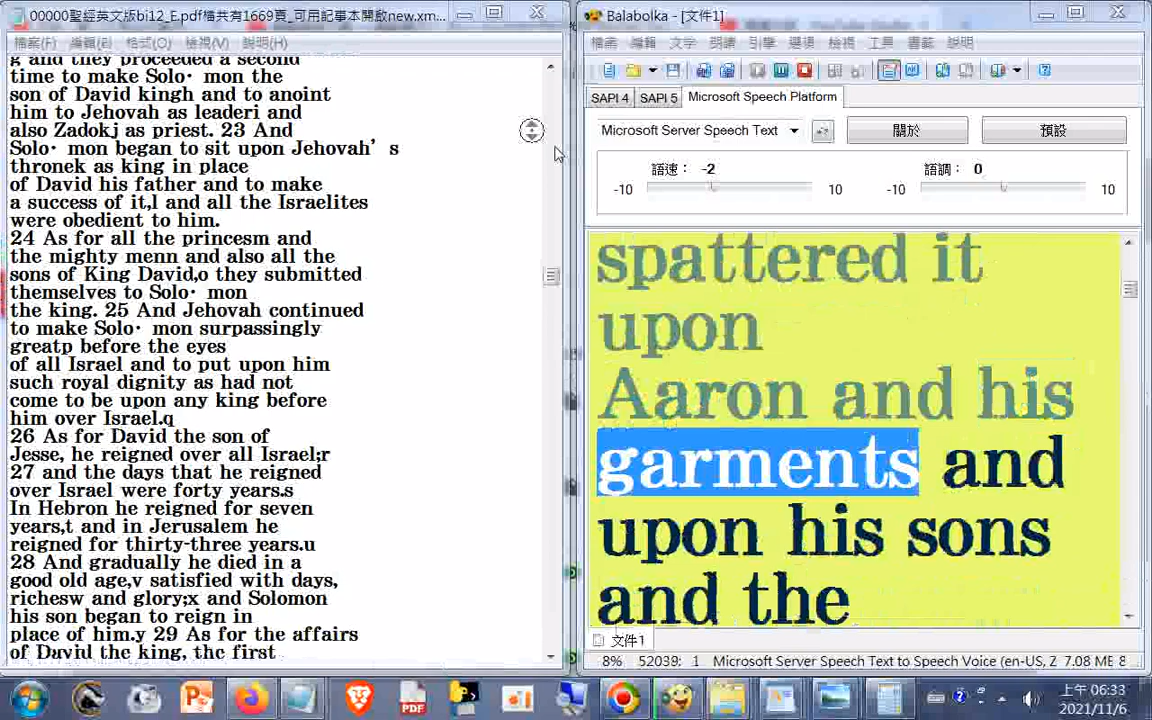 00000聖經英文版bi12_E.pdf檔共有1669頁_可用記事本開啟new.xm...
檔案(F) 編輯(E) 格式(O) 檢視(V) 說明(H)
g and they proceeded a second
time to make Solo· mon the
son of David kingh and to anoint
him to Jehovah as leaderi and
also Zadokj as priest. 23 And
Solo· mon began to sit upon Jehovah’ s
thronek as king in place
of David his father and to make
a success of it,l and all the Israelites
were obedient to him.
24 As for all the princesm and
the mighty menn and also all the
sons of King David,o they submitted
themselves to Solo· mon
the king. 25 And Jehovah continued
to make Solo· mon surpassingly
greatp before the eyes
of all Israel and to put upon him
such royal dignity as had not
come to be upon any king before
him over Israel.q
26 As for David the son of
Jesse, he reigned over all Israel;r
27 and the days that he reigned
over Israel were forty years.s
In Hebron he reigned for seven
years,t and in Jerusalem he
reigned for thirty-three years.u
28 And gradually he died in a
good old age,v satisfied with days,
richesw and glory;x and Solomon
his son began to reign in
place of him.y 29 As for the affairs
of David the king, the first
Balabolka - [文件1]
檔案 編輯 文字 朗讀 引擎 選項 檢視 工具 書籤 說明
SAPI 4 SAPI 5 Microsoft Speech Platform
Microsoft Server Speech Text 關於 預設
語速： -2 語調： 0
-10 10 -10 10
spattered it
upon
Aaron and his
garments and
upon his sons
and the
文件1
8% 52039: 1 Microsoft Server Speech Text to Speech Voice (en-US, Z 7.08 MB 8
PDF
上午 06:33
2021/11/6